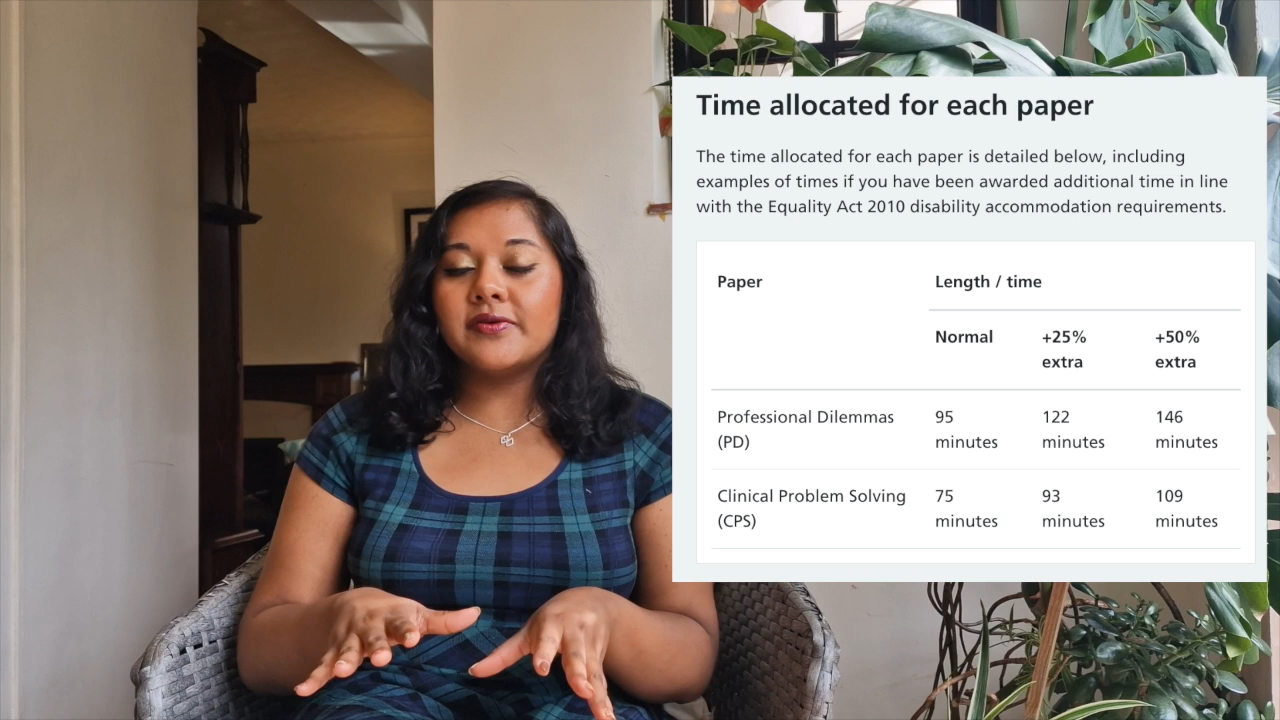 Time allocated for each paper
The time allocated for each paper is detailed below, including
examples of times if you have been awarded additional time in line
with the Equality Act 2010 disability accommodation requirements.
Paper Length / time
Normal +25% extra +50% extra
Professional Dilemmas (PD) 95 minutes 122 minutes 146 minutes
Clinical Problem Solving (CPS) 75 minutes 93 minutes 109 minutes